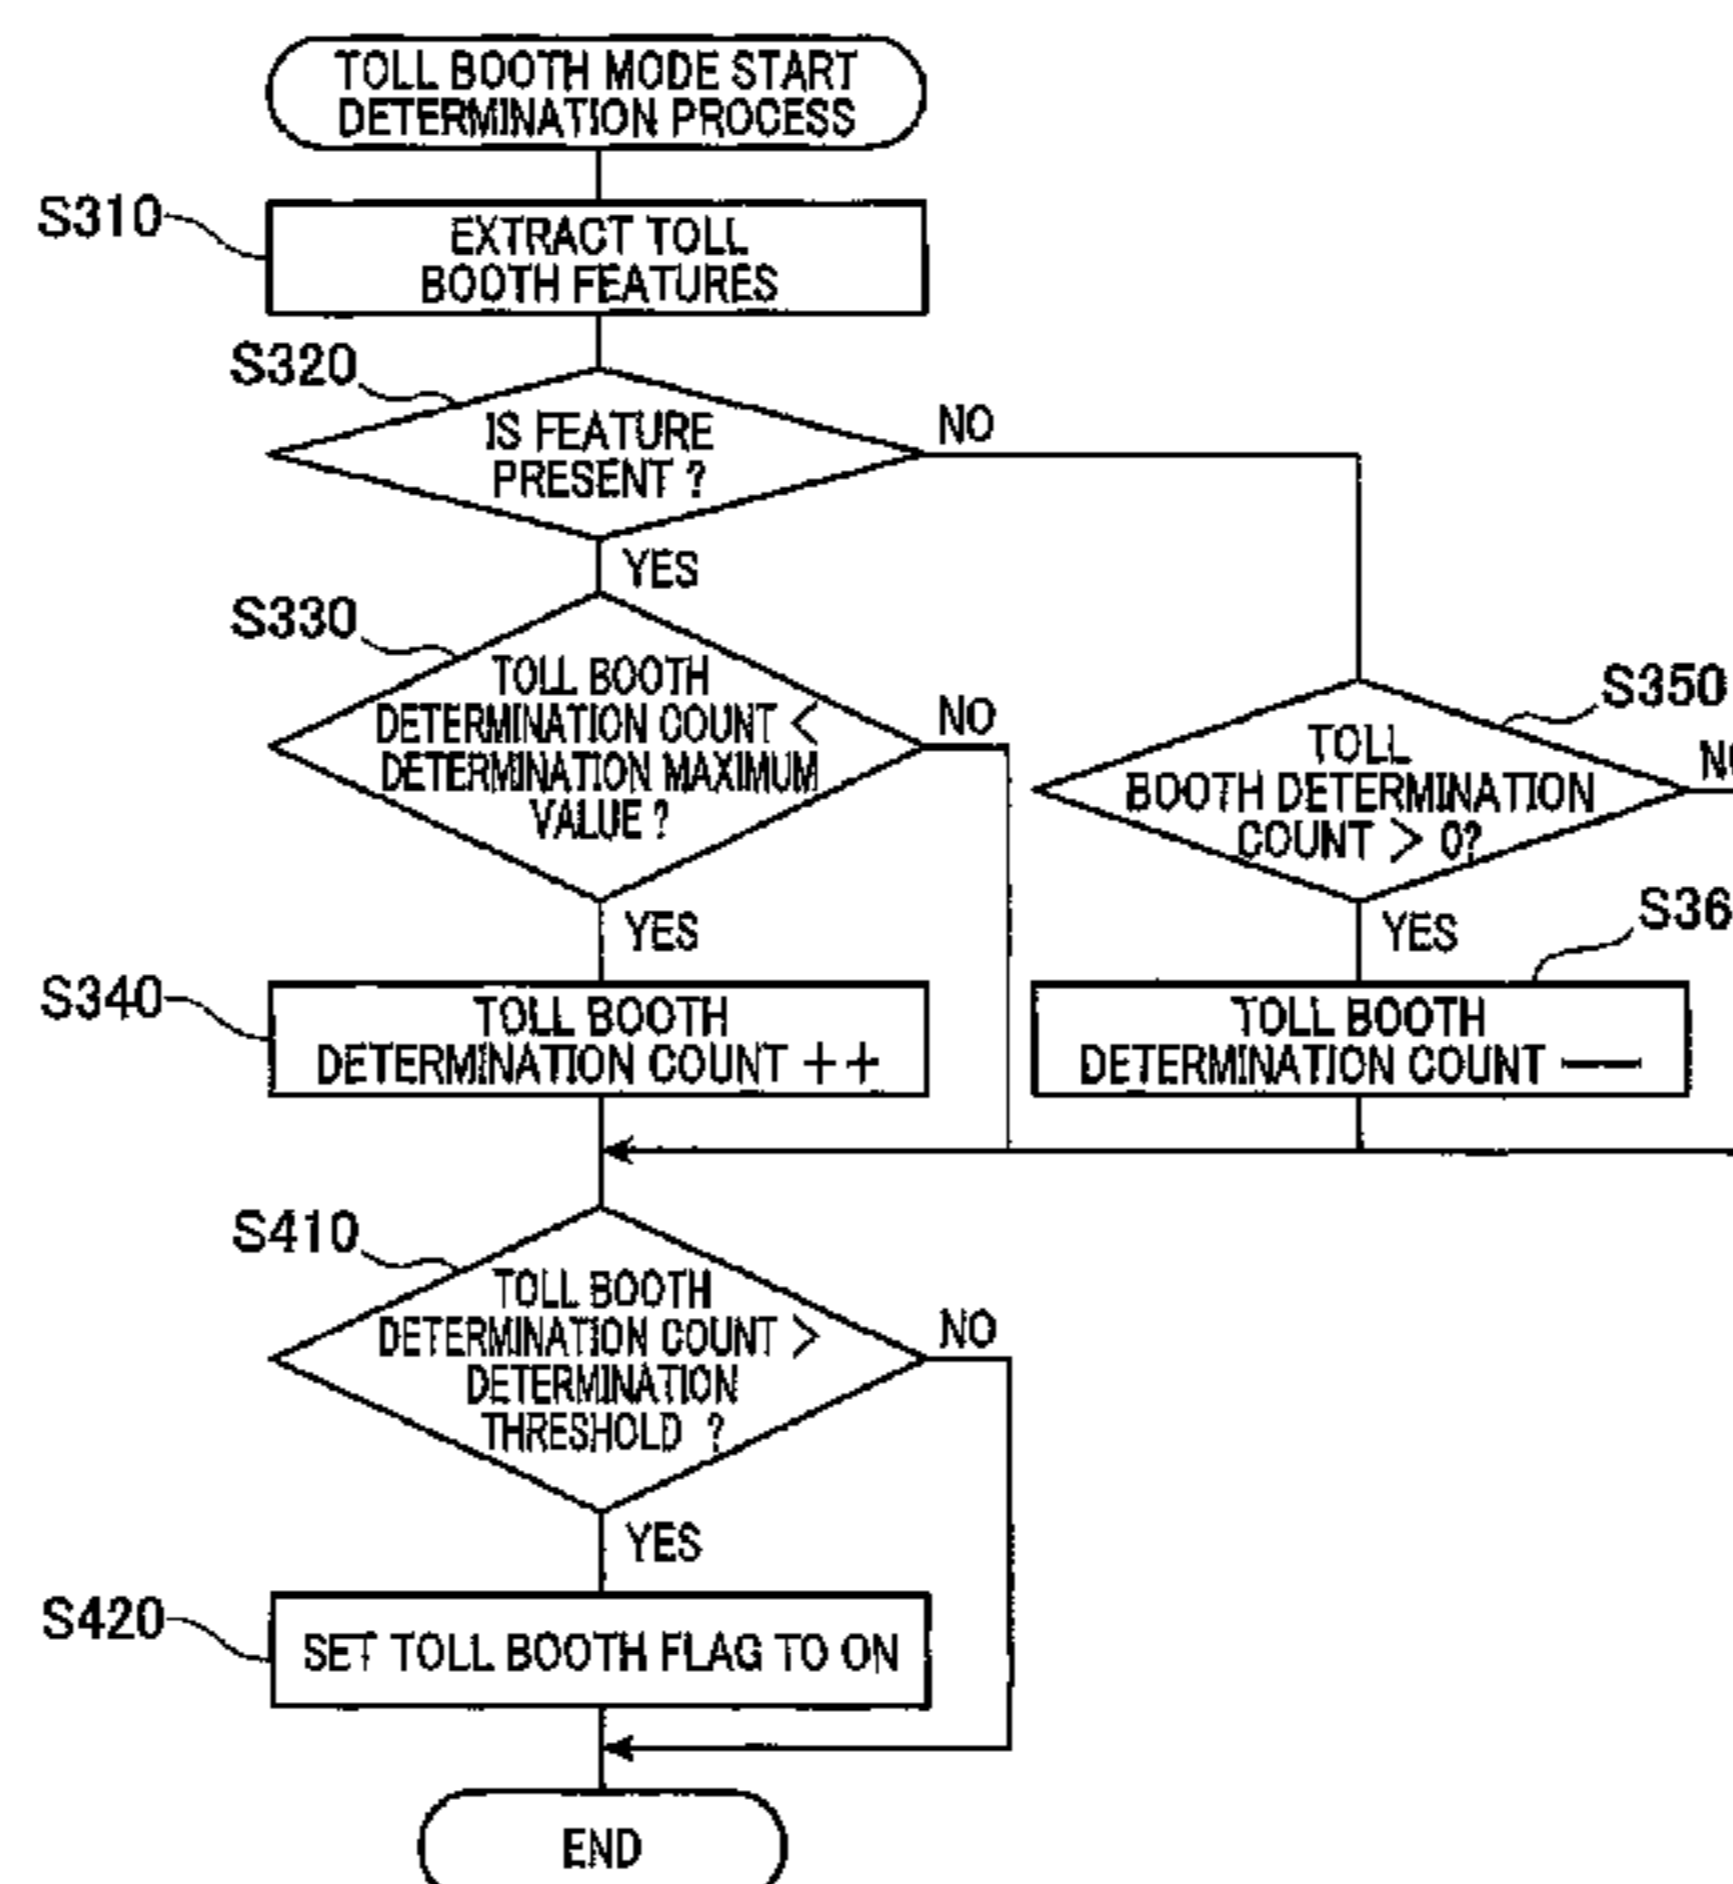 TOLL BOOTH MODE START
DETERMINATION PROCESS
S310
EXTRACT TOLL
BOOTH FEATURES
S320
IS FEATURE
PRESENT ?
NO
YES
S330
TOLL BOOTH
DETERMINATION COUNT <
DETERMINATION MAXIMUM
VALUE ?
NO
YES
S350
TOLL
BOOTH DETERMINATION
COUNT > 0?
YES
S340
TOLL BOOTH
DETERMINATION COUNT ++
TOLL BOOTH
DETERMINATION COUNT --
S410
TOLL BOOTH
DETERMINATION COUNT >
DETERMINATION
THRESHOLD ?
NO
YES
S420
SET TOLL BOOTH FLAG TO ON
END